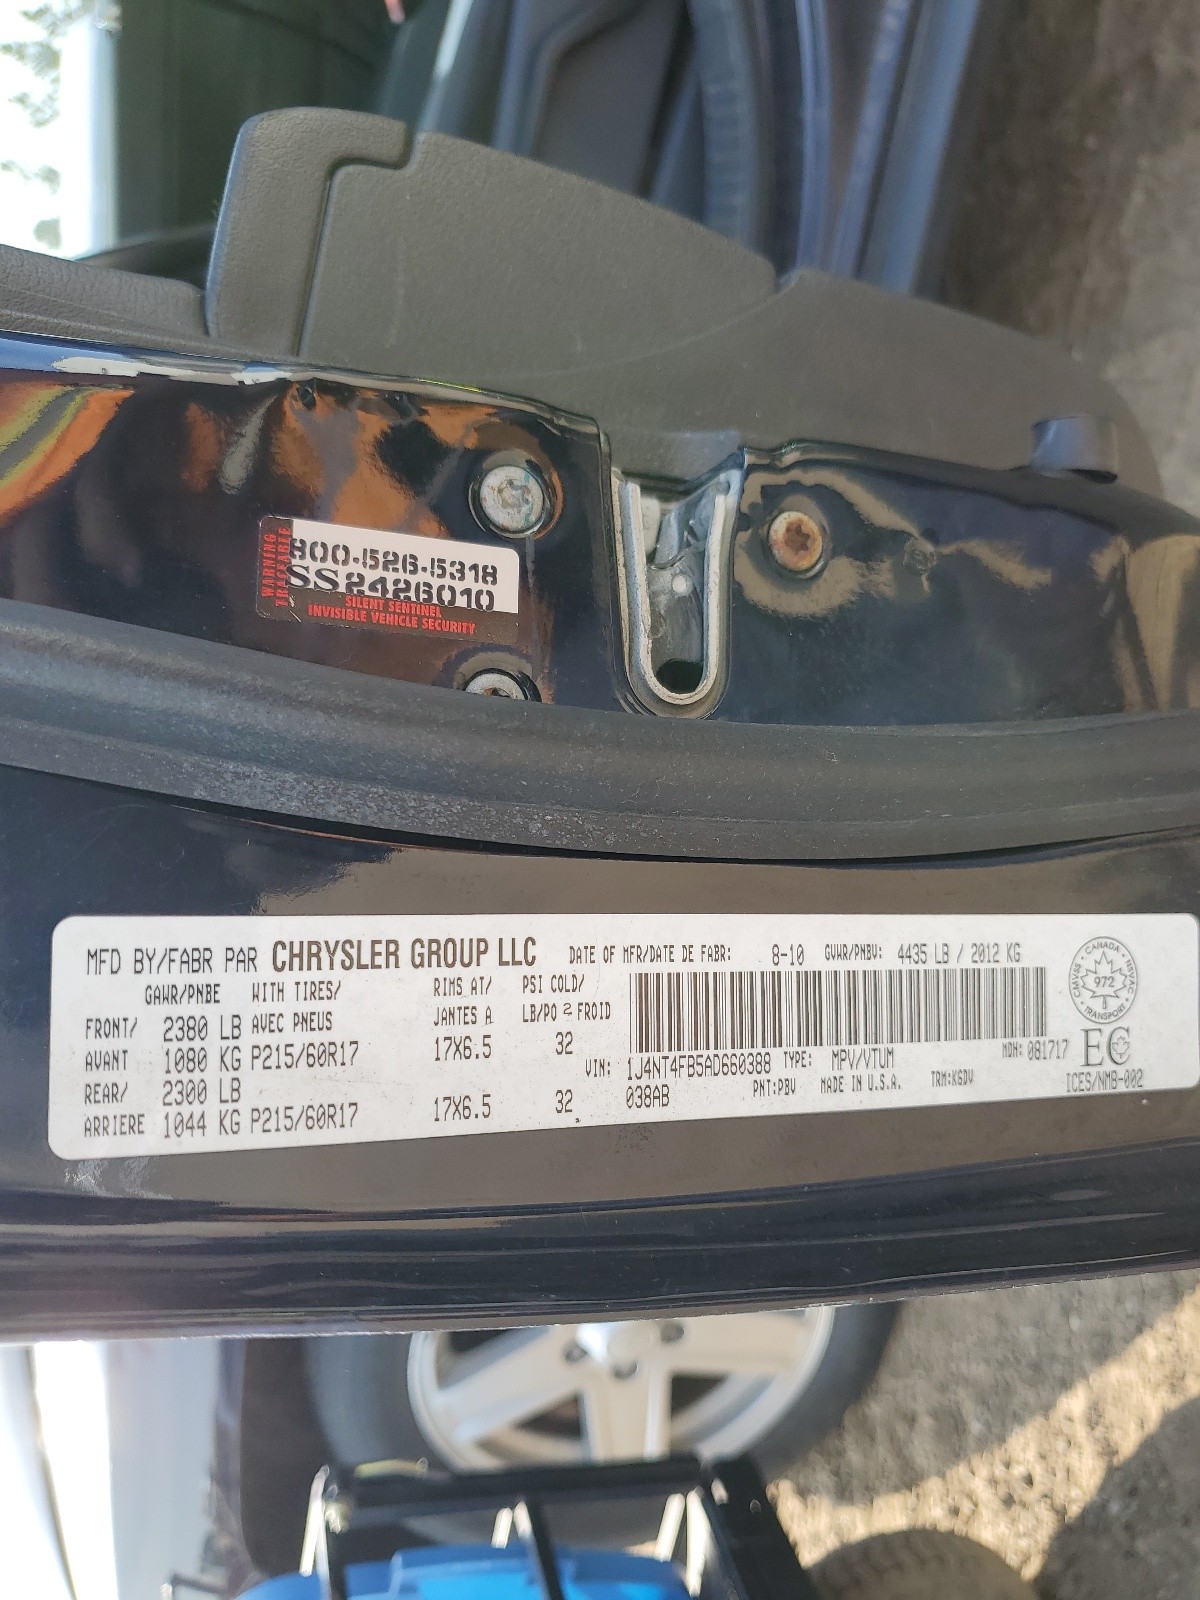 WARNING
TRACEABLE
800-526-5318
SS2426010
SILENT SENTINEL
INVISIBLE VEHICLE SECURITY
MFD BY/FABR PAR CHRYSLER GROUP LLC DATE OF MFR/DATE DE FABR: 8-10 GVWR/PNBV: 4435 LB / 2012 KG
GAWR/PNBE WITH TIRES/ RIMS AT/ PSI COLD/
FRONT/ 2380 LB AVEC PNEUS JANTES A LB/PO 2 FROID
AVANT 1080 KG P215/60R17 17X6.5 32
REAR/ 2300 LB
ARRIERE 1044 KG P215/60R17 17X6.5 32
VIN: 1J4NT4FB5AD660388 TYPE: MPV/VTUM MDH: 081717
038AB PNT:PBV MADE IN U.S.A. TRM:K6DV
CANADA
CMVSS 972 NSVAC
TRANSPORT
EC
ICES/NMB-002